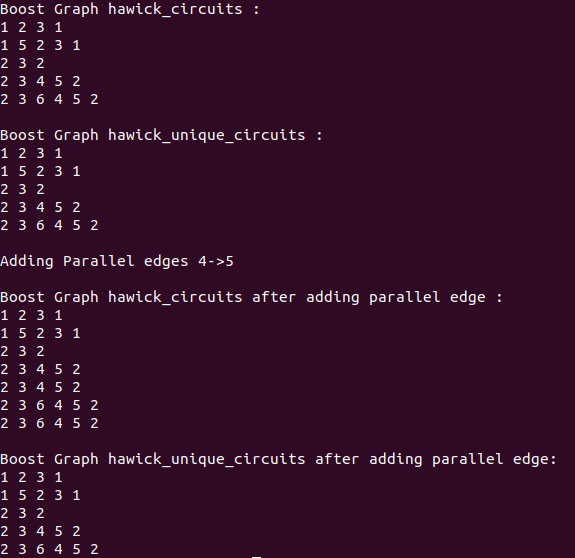 Boost Graph hawick_circuits :
1 2 3 1
1 5 2 3 1
2 3 2
2 3 4 5 2
2 3 6 4 5 2
Boost Graph hawick_unique_circuits :
1 2 3 1
1 5 2 3 1
2 3 2
2 3 4 5 2
2 3 6 4 5 2
Adding Parallel edges 4->5
Boost Graph hawick_circuits after adding parallel edge :
1 2 3 1
1 5 2 3 1
2 3 2
2 3 4 5 2
2 3 4 5 2
2 3 6 4 5 2
2 3 6 4 5 2
Boost Graph hawick_unique_circuits after adding parallel edge:
1 2 3 1
1 5 2 3 1
2 3 2
2 3 4 5 2
2 3 6 4 5 2